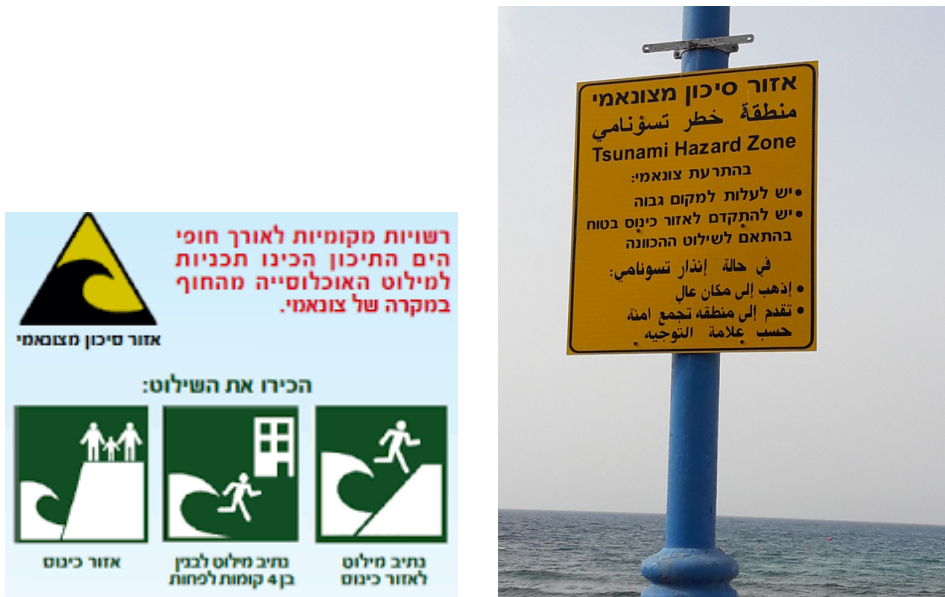 רשויות מקומיות לאורך חופי
הים התיכון הכינו תכניות
למילוט האוכלוסייה מהחוף
במקרה של צונאמי.
אזור סיכון מצונאמי
הכירו את השילוט:
נתיב מילוט
לאזור כינוס
נתיב מילוט לבנין
בן 4 קומות לפחות
אזור כינוס
אזור סיכון מצונאמי
منطقة خطر تسؤنامي
Tsunami Hazard Zone
בהתרעת צונאמי:
•יש לעלות למקום גבוה
•יש להתקדם לאזור כינוס בטוח
בהתאם לשילוט ההכוונה
في حالة إنذار تسونامي:
• إذهب إلى مكان عالٍ
• تقدم إلى منطقه تجمع امنة
حسب علامة التوجيه